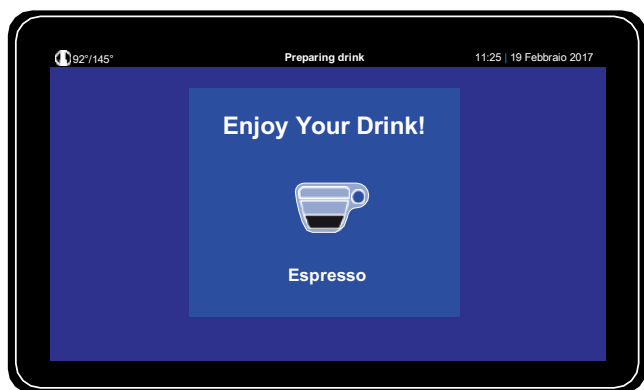 92°/145° Preparing drink 11:25 | 19 Febbraio 2017
Enjoy Your Drink!
Espresso